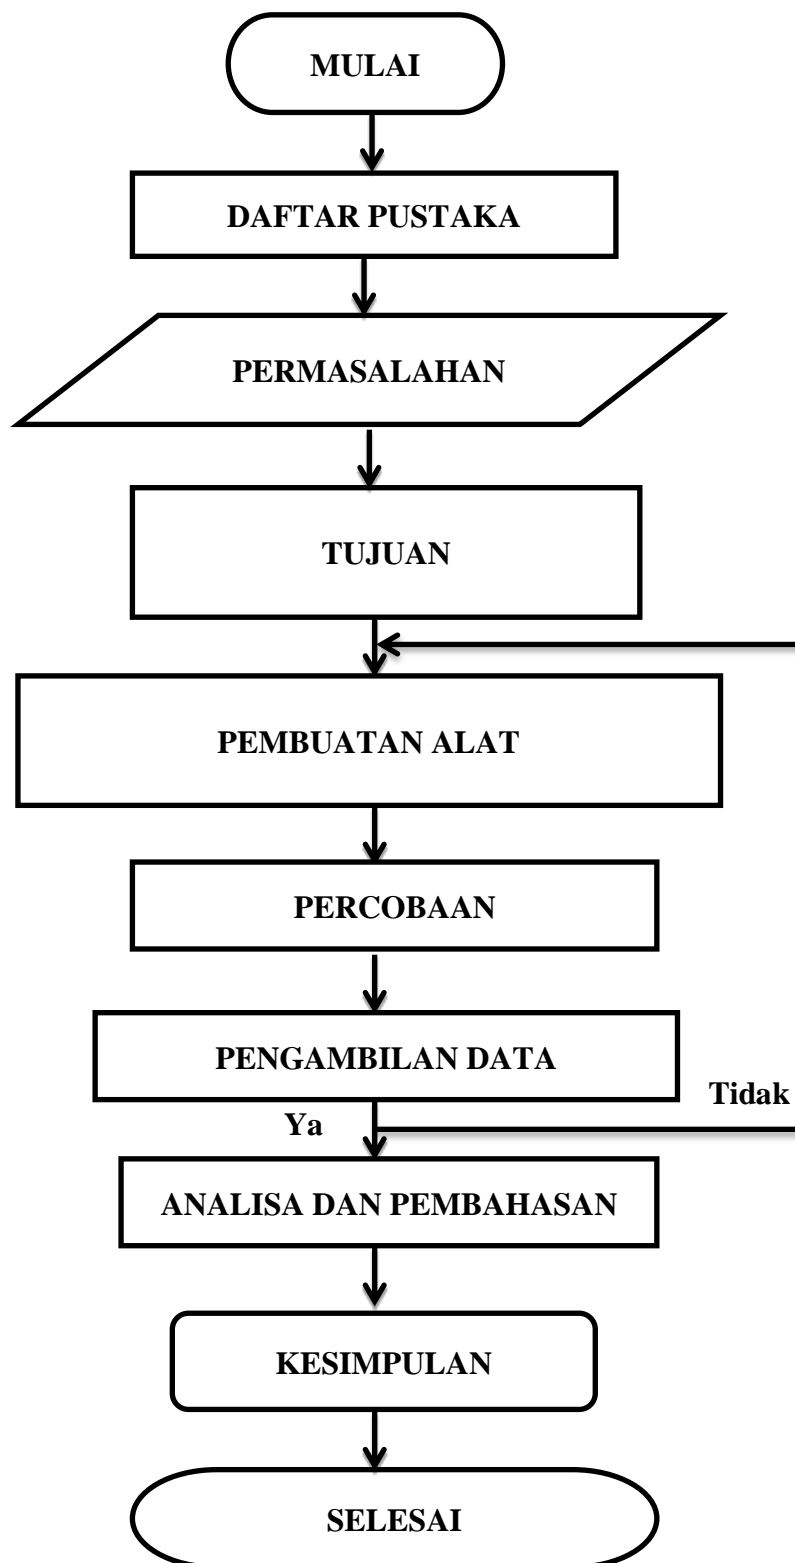 MULAI
DAFTAR PUSTAKA
PERMASALAHAN
TUJUAN
PEMBUATAN ALAT
PERCOBAAN
PENGAMBILAN DATA
Tidak
Ya
ANALISA DAN PEMBAHASAN
KESIMPULAN
SELESAI